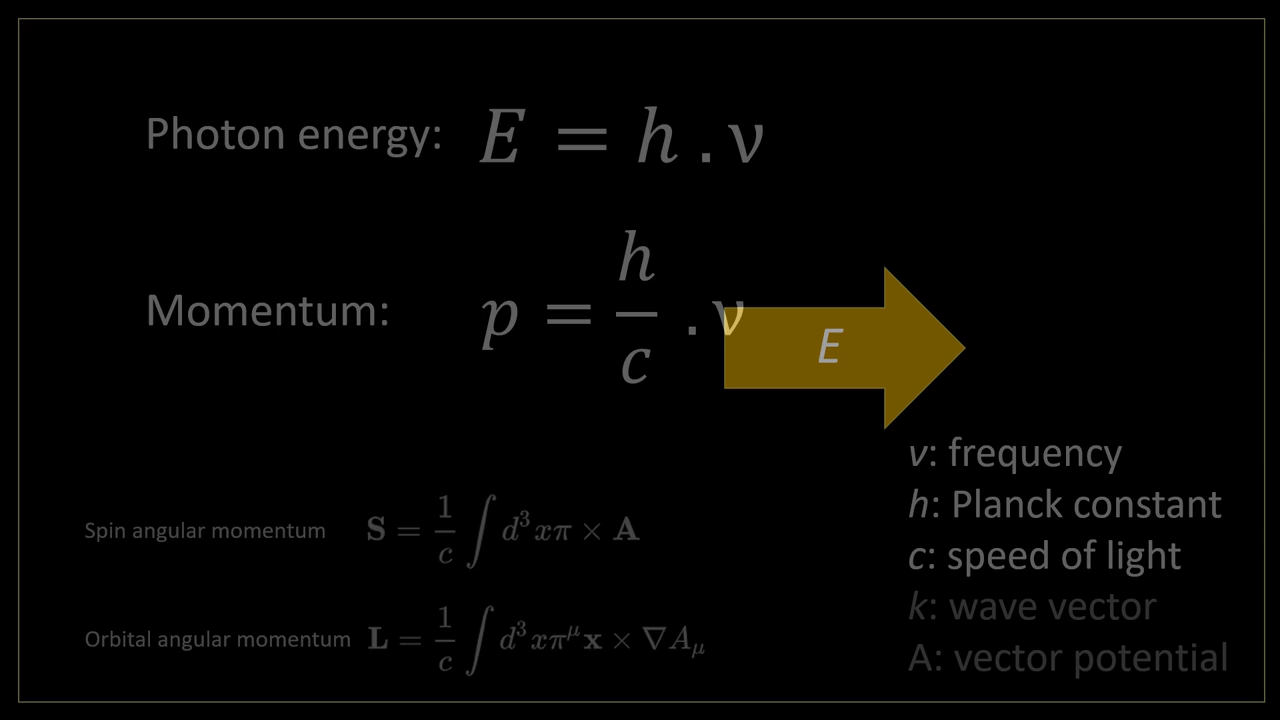 Photon energy: E = h . ν
Momentum: p = h/c . ν
E
ν: frequency
h: Planck constant
c: speed of light
k: wave vector
A: vector potential
Spin angular momentum S = 1/c ∫ d³xπ × A
Orbital angular momentum L = 1/c ∫ d³xπ^μ x × ∇A_μ